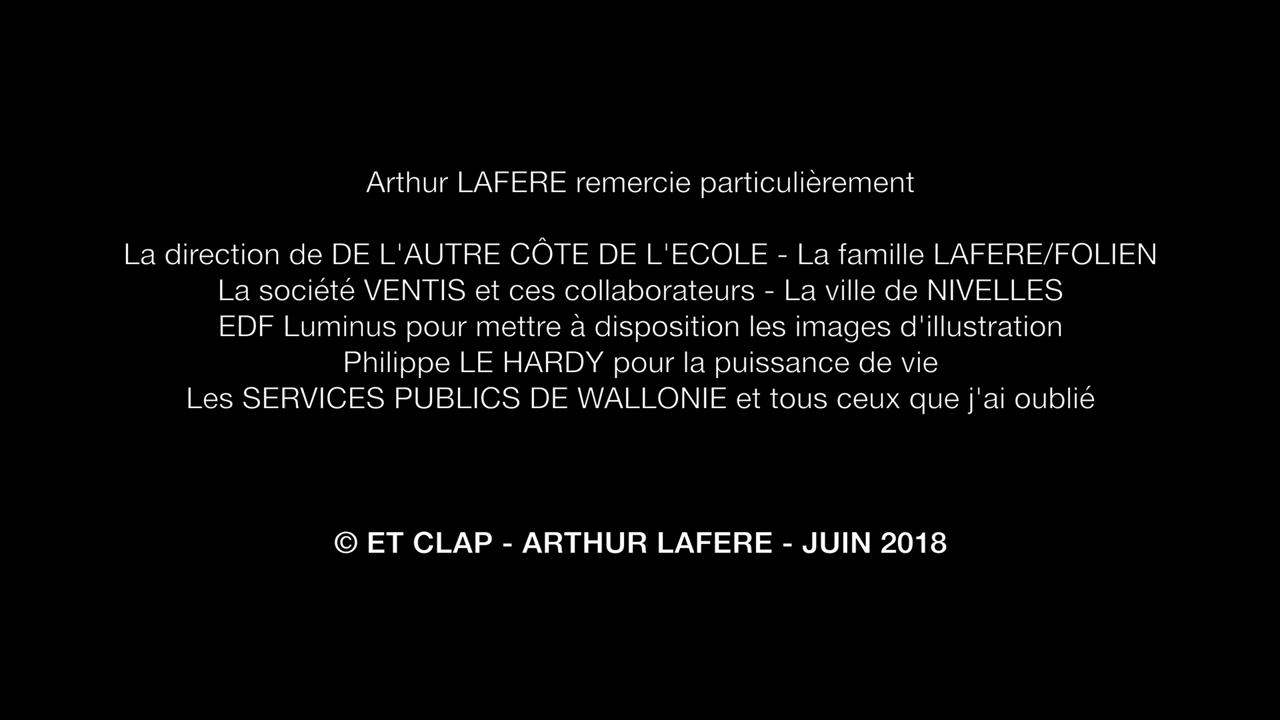 Arthur LAFERE remercie particulièrement
La direction de DE L'AUTRE CÔTE DE L'ECOLE - La famille LAFERE/FOLIEN
La société VENTIS et ces collaborateurs - La ville de NIVELLES
EDF Luminus pour mettre à disposition les images d'illustration
Philippe LE HARDY pour la puissance de vie
Les SERVICES PUBLICS DE WALLONIE et tous ceux que j'ai oublié
© ET CLAP - ARTHUR LAFERE - JUIN 2018